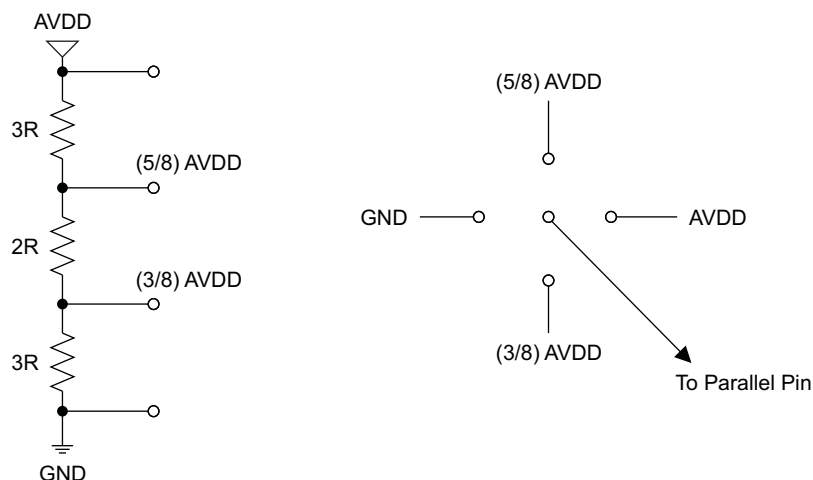 AVDD
3R
(5/8) AVDD
2R
(3/8) AVDD
3R
GND
(5/8) AVDD
GND
AVDD
(3/8) AVDD
To Parallel Pin